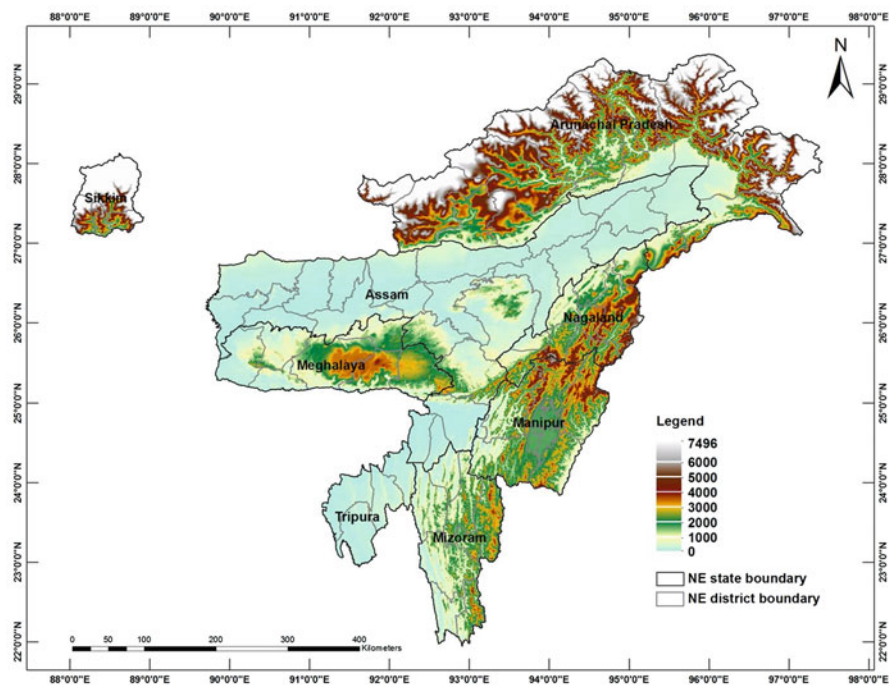 88°0'0"E 89°0'0"E 90°0'0"E 91°0'0"E 92°0'0"E 93°0'0"E 94°0'0"E 95°0'0"E 96°0'0"E 97°0'0"E 98°0'0"E
N
29°0'0"N 29°0'0"N
Arunachal Pradesh
28°0'0"N 28°0'0"N
Sikkim
27°0'0"N 27°0'0"N
Assam
26°0'0"N 26°0'0"N
Nagaland
Meghalaya
25°0'0"N 25°0'0"N
Manipur
Legend
7496
6000
5000
4000
3000
2000
1000
0
24°0'0"N 24°0'0"N
Tripura
Mizoram
23°0'0"N 23°0'0"N
NE state boundary
NE district boundary
22°0'0"N 22°0'0"N
0 50 100 200 300 400
Kilometers
88°0'0"E 89°0'0"E 90°0'0"E 91°0'0"E 92°0'0"E 93°0'0"E 94°0'0"E 95°0'0"E 96°0'0"E 97°0'0"E 98°0'0"E